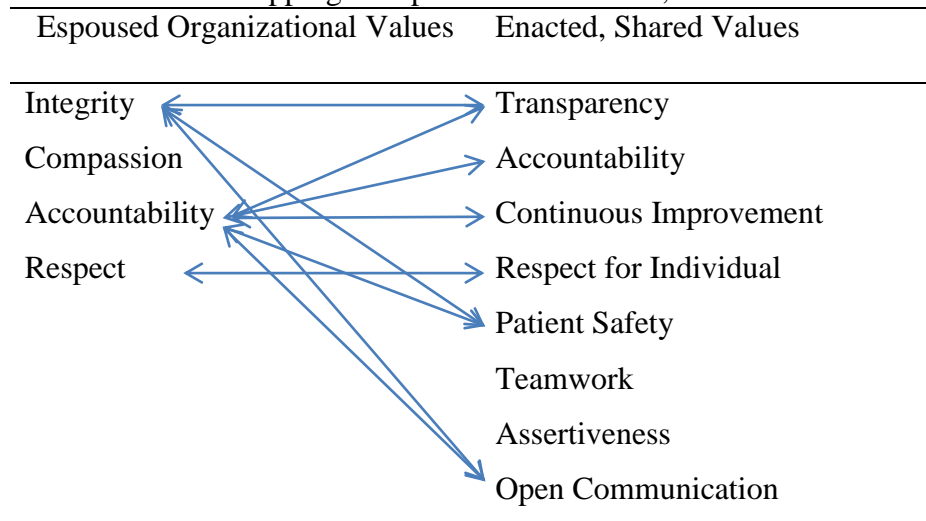 Espoused Organizational Values Enacted, Shared Values
Integrity Transparency
Compassion Accountability
Accountability Continuous Improvement
Respect Respect for Individual
Patient Safety
Teamwork
Assertiveness
Open Communication